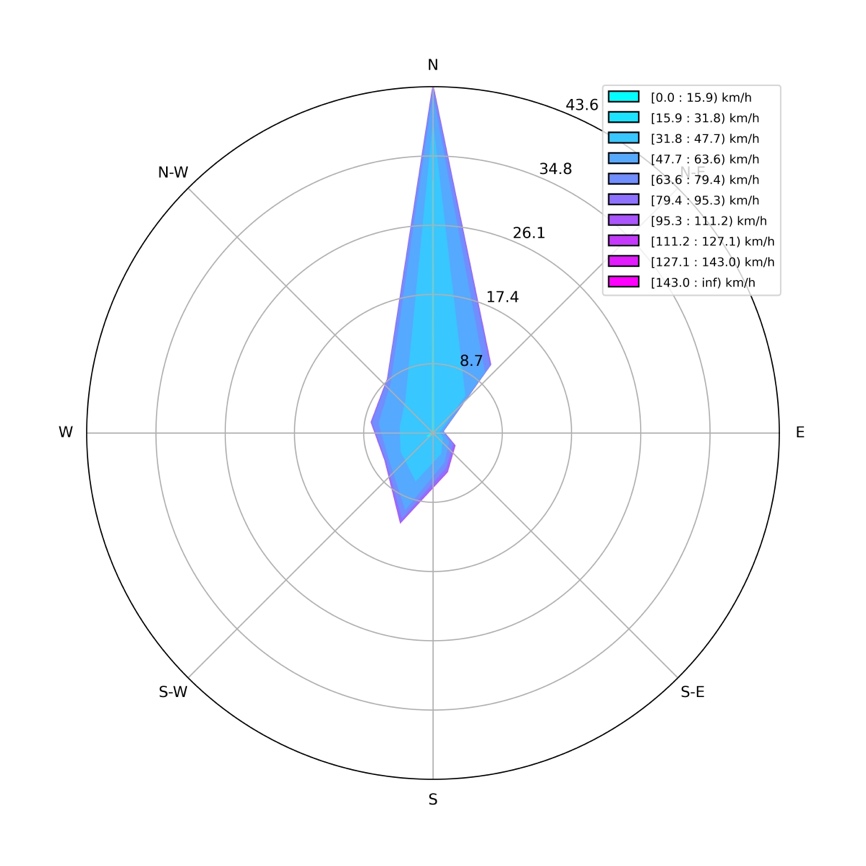 N
43.6
[0.0 : 15.9) km/h
[15.9 : 31.8) km/h
[31.8 : 47.7) km/h
[47.7 : 63.6) km/h
[63.6 : 79.4) km/h
[79.4 : 95.3) km/h
[95.3 : 111.2) km/h
[111.2 : 127.1) km/h
[127.1 : 143.0) km/h
[143.0 : inf) km/h
N-W
34.8
N-E
26.1
17.4
8.7
W
E
S-W
S-E
S